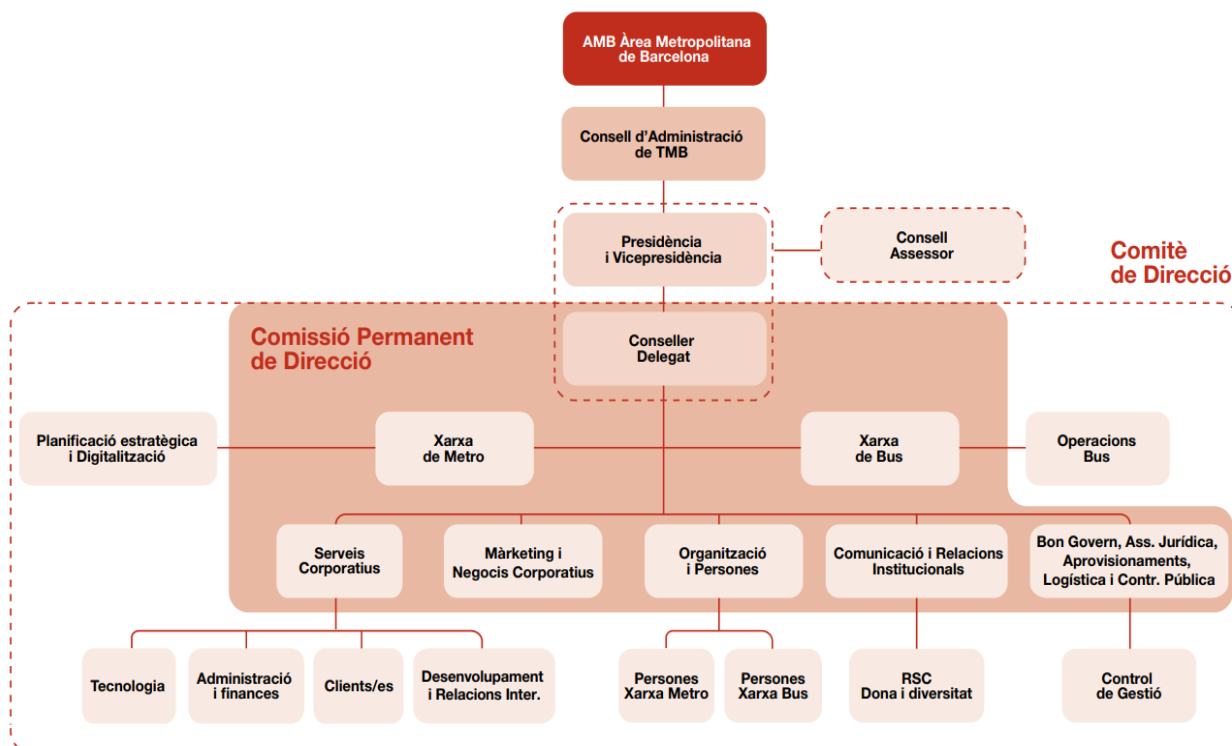 AMB Àrea Metropolitana
de Barcelona
Consell d'Administració
de TMB
Presidència
i Vicepresidència
Consell
Assessor
Comitè
de Direcció
Comissió Permanent
de Direcció
Conseller
Delegat
Planificació estratègica
i Digitalització
Xarxa
de Metro
Xarxa
de Bus
Operacions
Bus
Serveis
Corporatius
Màrketing i
Negocis Corporatius
Organització
i Persones
Comunicació i Relacions
Institucionals
Bon Govern, Ass. Jurídica,
Aprovisionaments,
Logística i Contr. Pública
Tecnologia
Administració
i finances
Clients/es
Desenvolupament
i Relacions Inter.
Persones
Xarxa Metro
Persones
Xarxa Bus
RSC
Dona i diversitat
Control
de Gestió